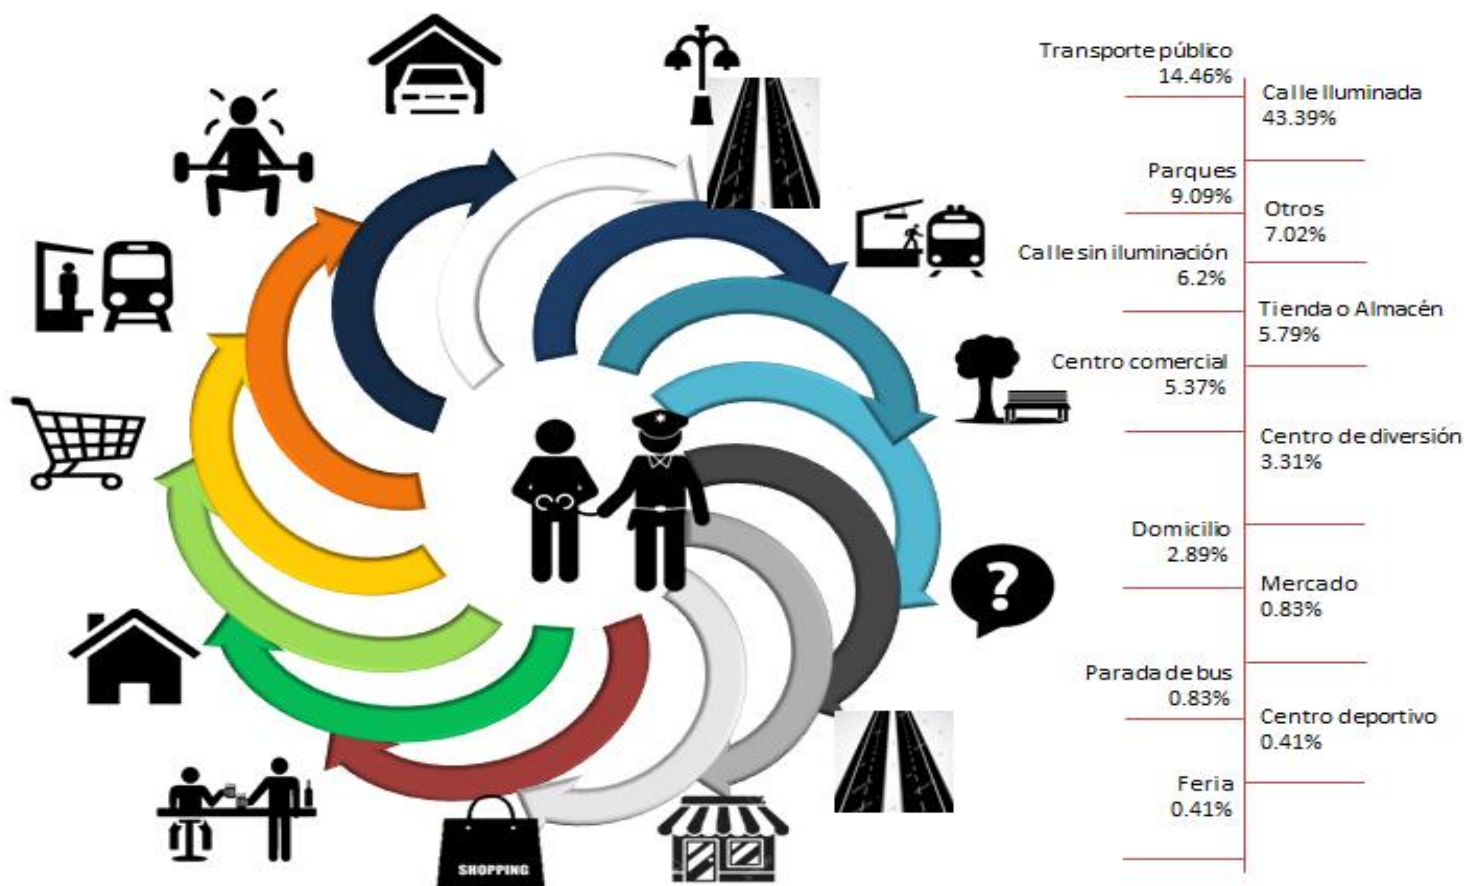 Transporte público
14.46%
Calle Iluminada
43.39%
Parques
9.09%
Otros
7.02%
Calle sin iluminación
6.2%
Tienda o Almacén
5.79%
Centro comercial
5.37%
Centro de diversión
3.31%
Domicilio
2.89%
Mercado
0.83%
Parada de bus
0.83%
Centro deportivo
0.41%
Feria
0.41%
?
SHOPPING